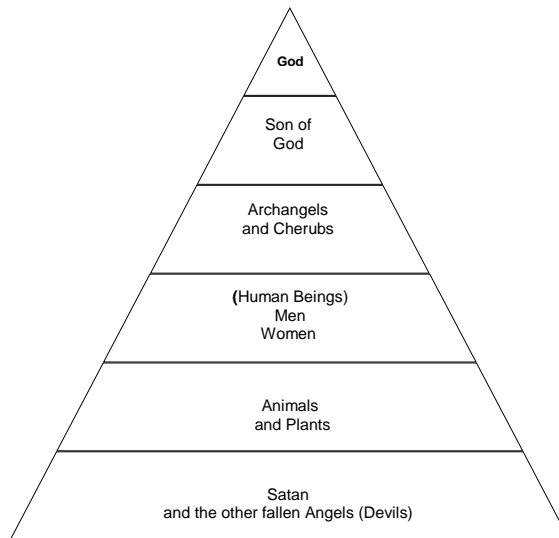 God
Son of
God
Archangels
and Cherubs
(Human Beings)
Men
Women
Animals
and Plants
Satan
and the other fallen Angels (Devils)